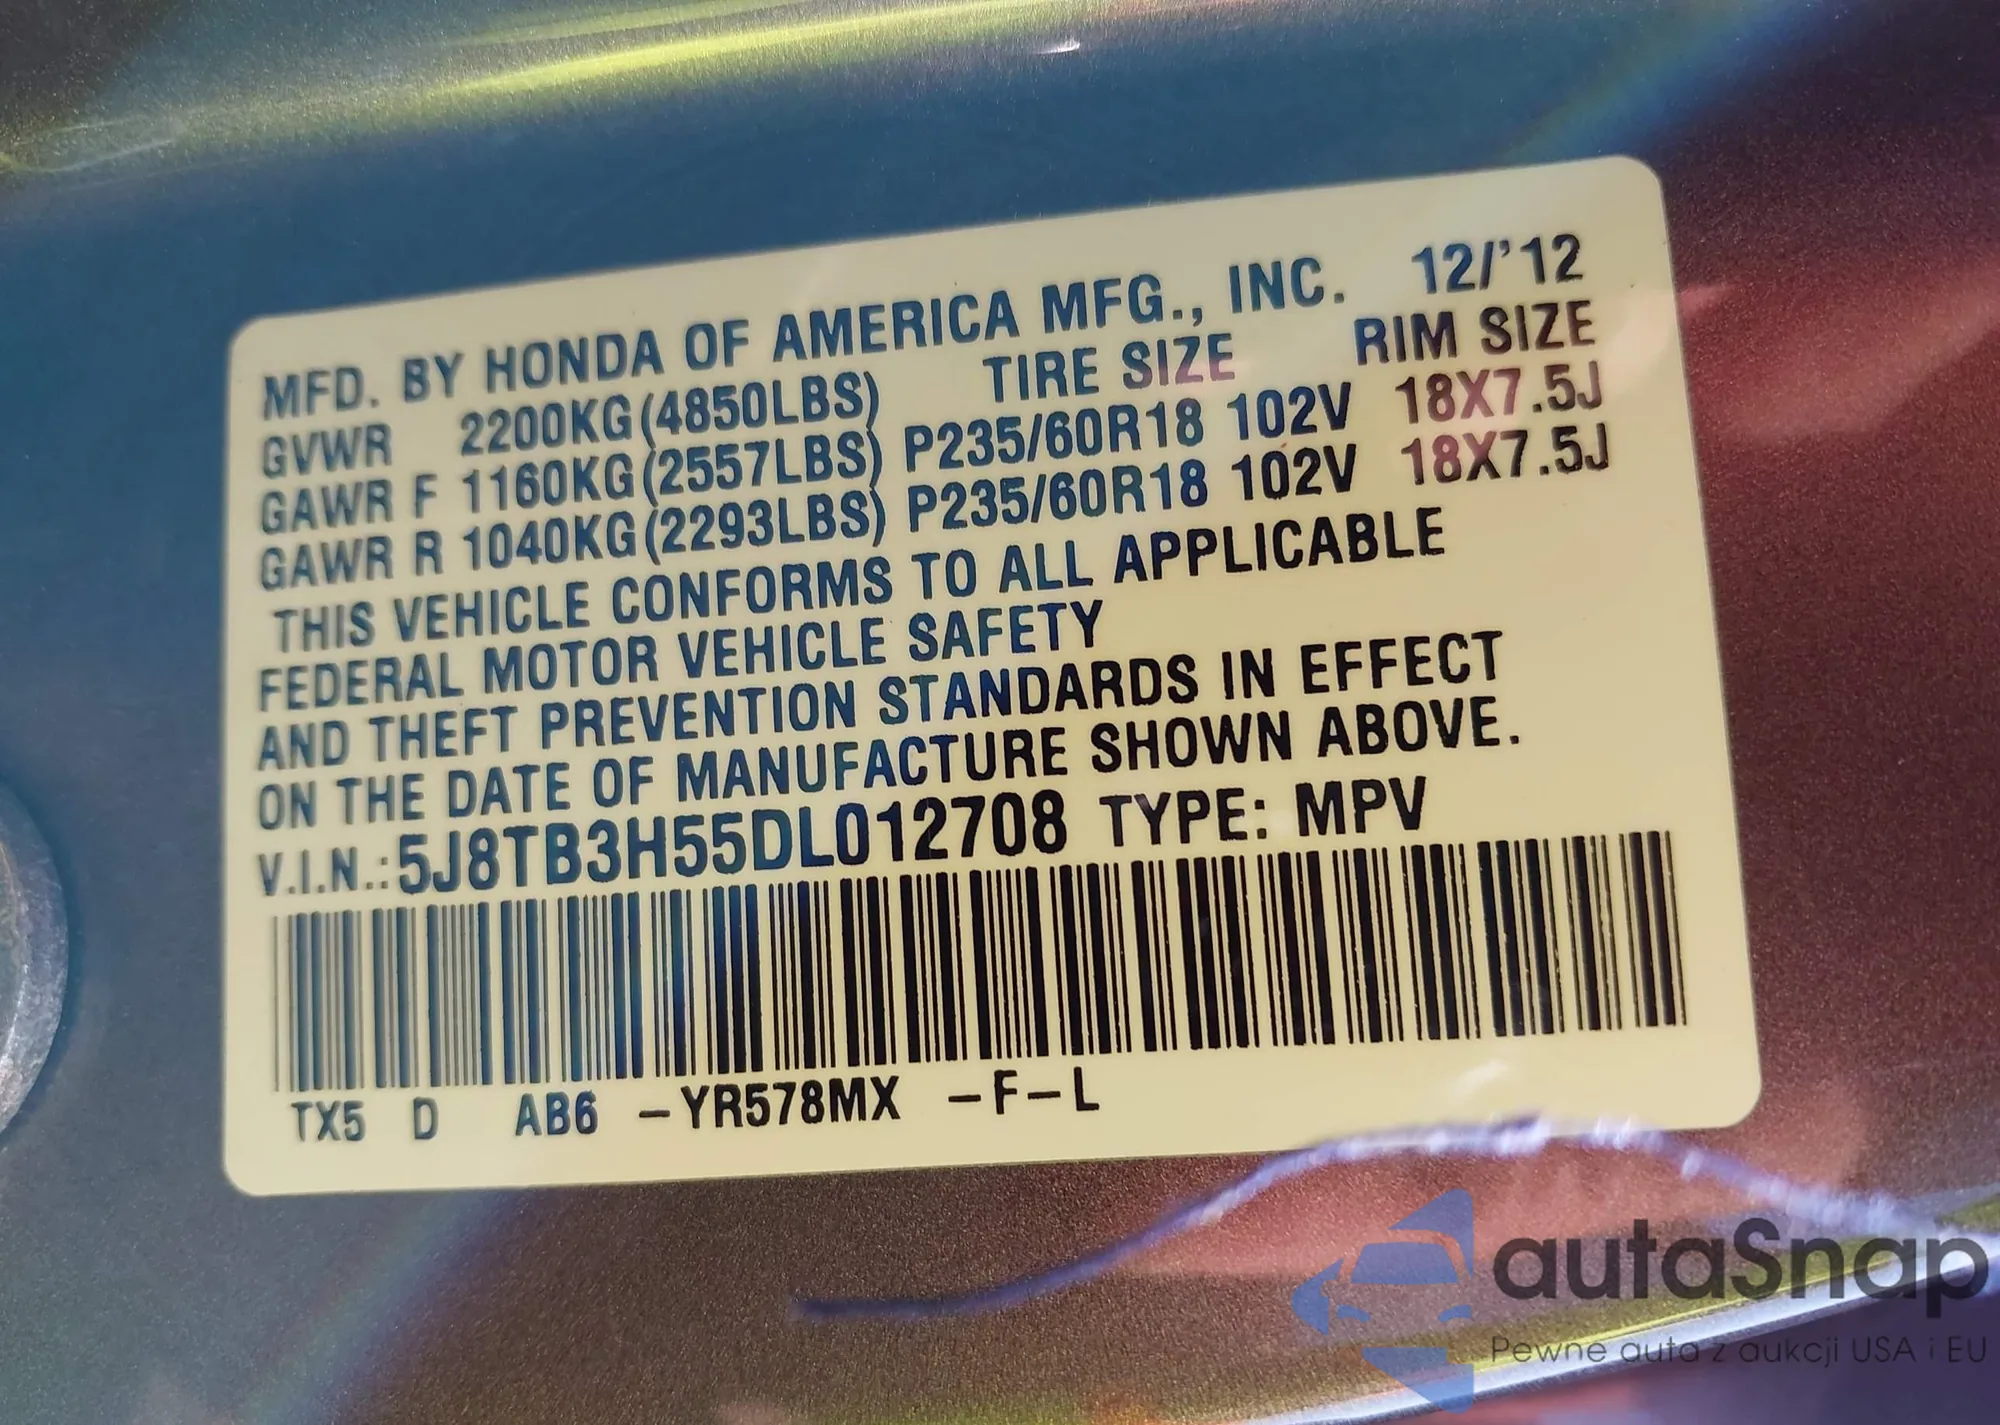 MFD. BY HONDA OF AMERICA MFG., INC. 12/'12
GVWR 2200KG(4850LBS) TIRE SIZE RIM SIZE
GAWR F 1160KG(2557LBS) P235/60R18 102V 18X7.5J
GAWR R 1040KG(2293LBS) P235/60R18 102V 18X7.5J
THIS VEHICLE CONFORMS TO ALL APPLICABLE
FEDERAL MOTOR VEHICLE SAFETY
AND THEFT PREVENTION STANDARDS IN EFFECT
ON THE DATE OF MANUFACTURE SHOWN ABOVE.
V.I.N.:5J8TB3H55DL012708 TYPE: MPV
TX5 D AB6 -YR578MX -F-L
autaSnap
Pewne auta z aukcji USA i EU